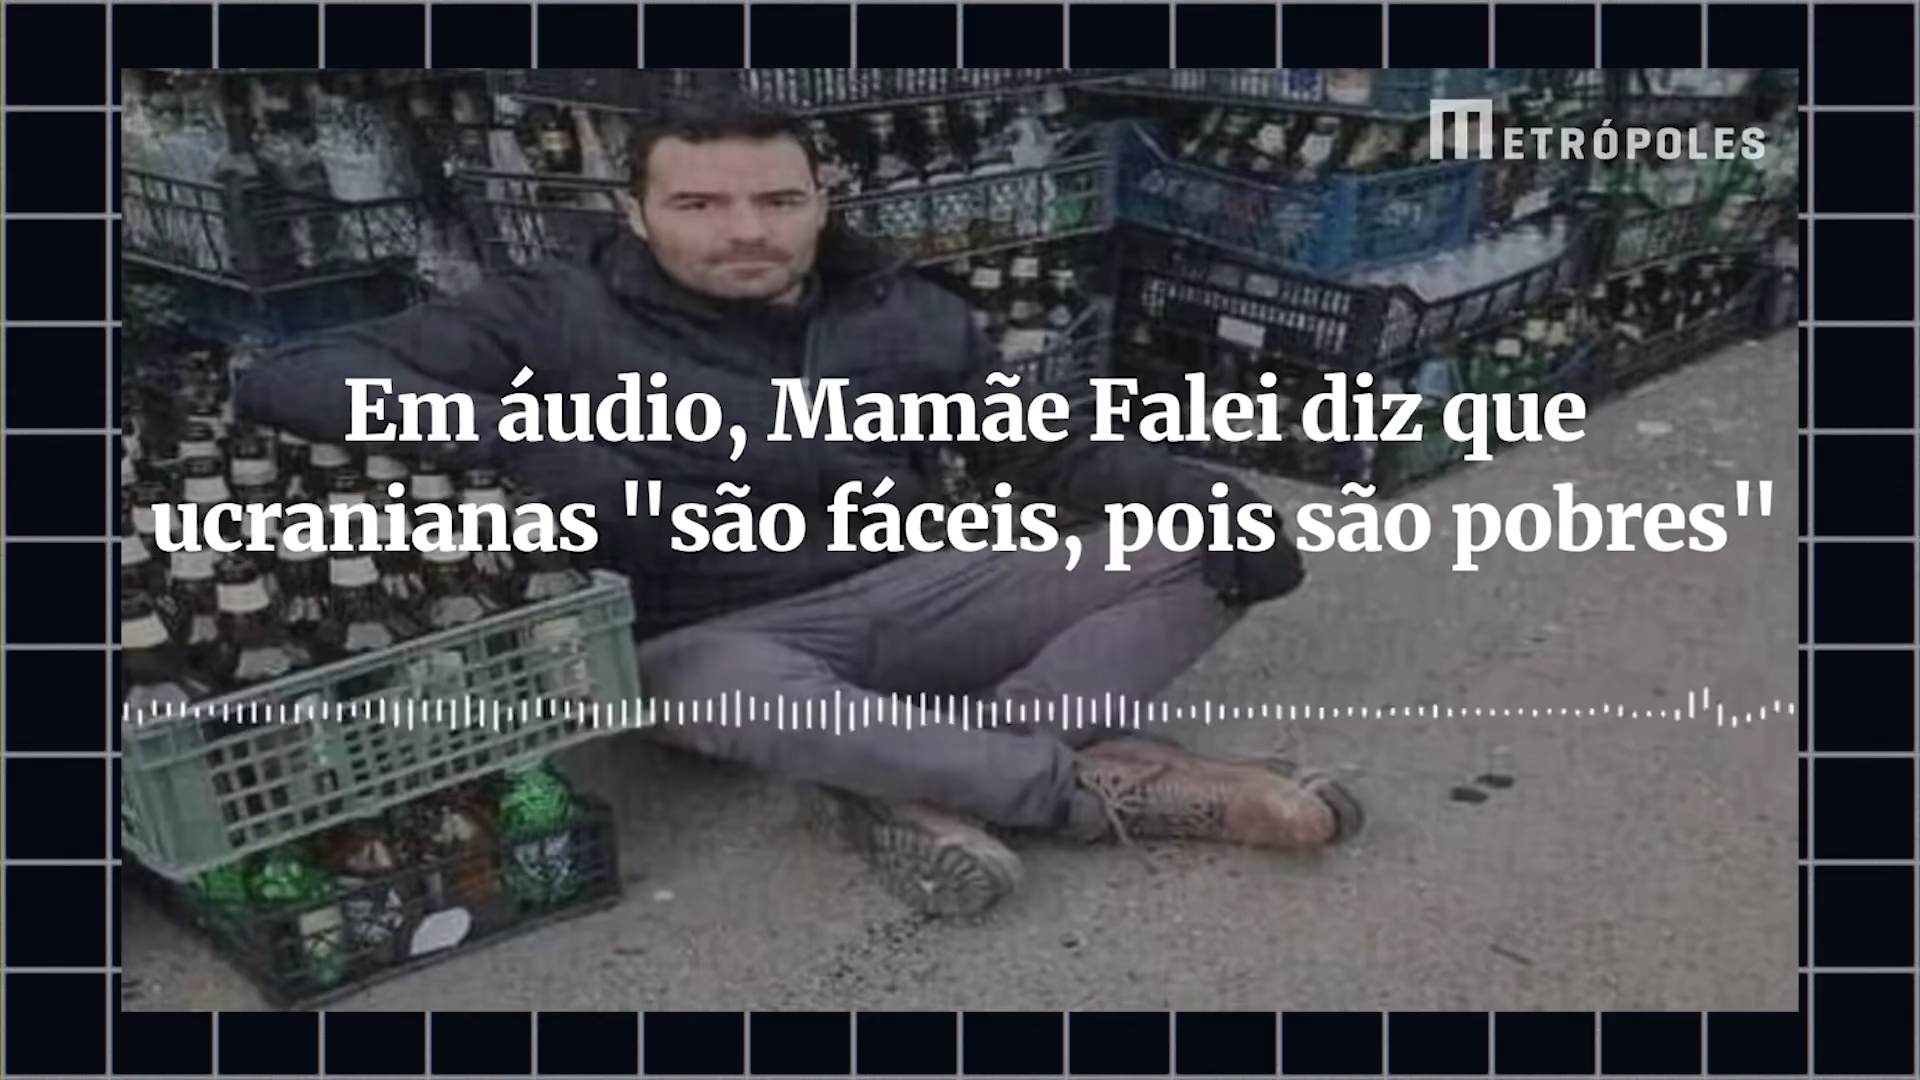 METRÓPOLES
Em áudio, Mamãe Falei diz que
ucranianas "são fáceis, pois são pobres"